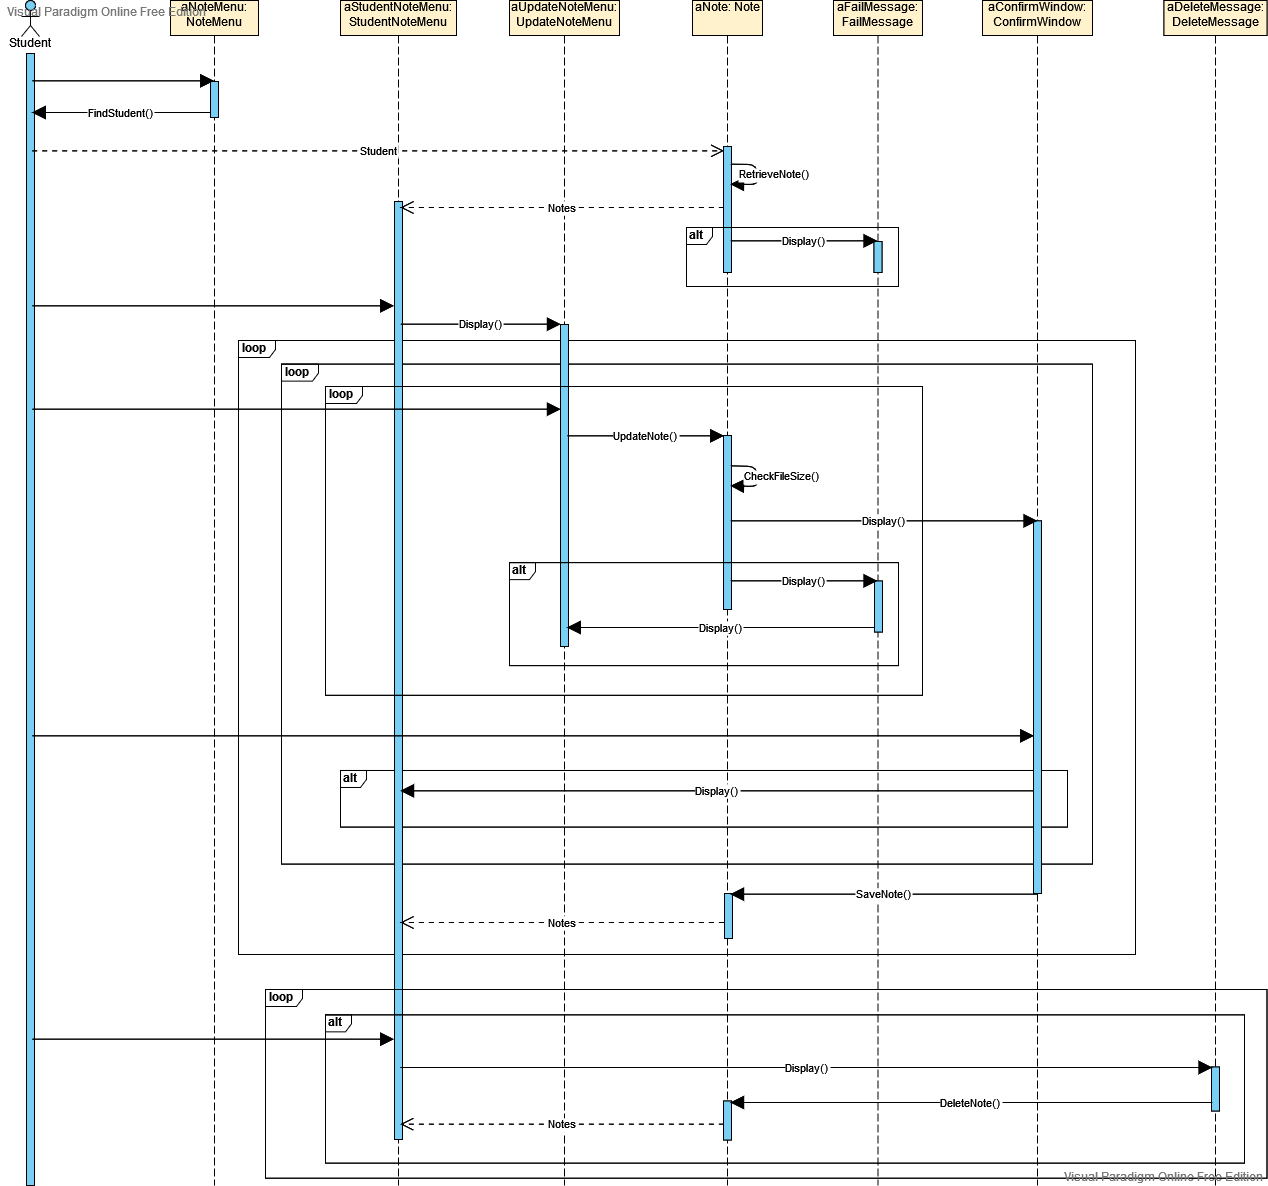 Visual Paradigm Online Free Edition
aNoteMenu:
NoteMenu
aStudentNoteMenu:
StudentNoteMenu
aUpdateNoteMenu:
UpdateNoteMenu
aNote: Note
aFailMessage:
FailMessage
aConfirmWindow:
ConfirmWindow
aDeleteMessage:
DeleteMessage
Student
FindStudent()
Student
RetrieveNote()
Notes
alt
Display()
Display()
loop
loop
loop
UpdateNote()
CheckFileSize()
Display()
alt
Display()
Display()
alt
Display()
SaveNote()
Notes
loop
alt
Display()
DeleteNote()
Notes
Visual Paradigm Online Free Edition